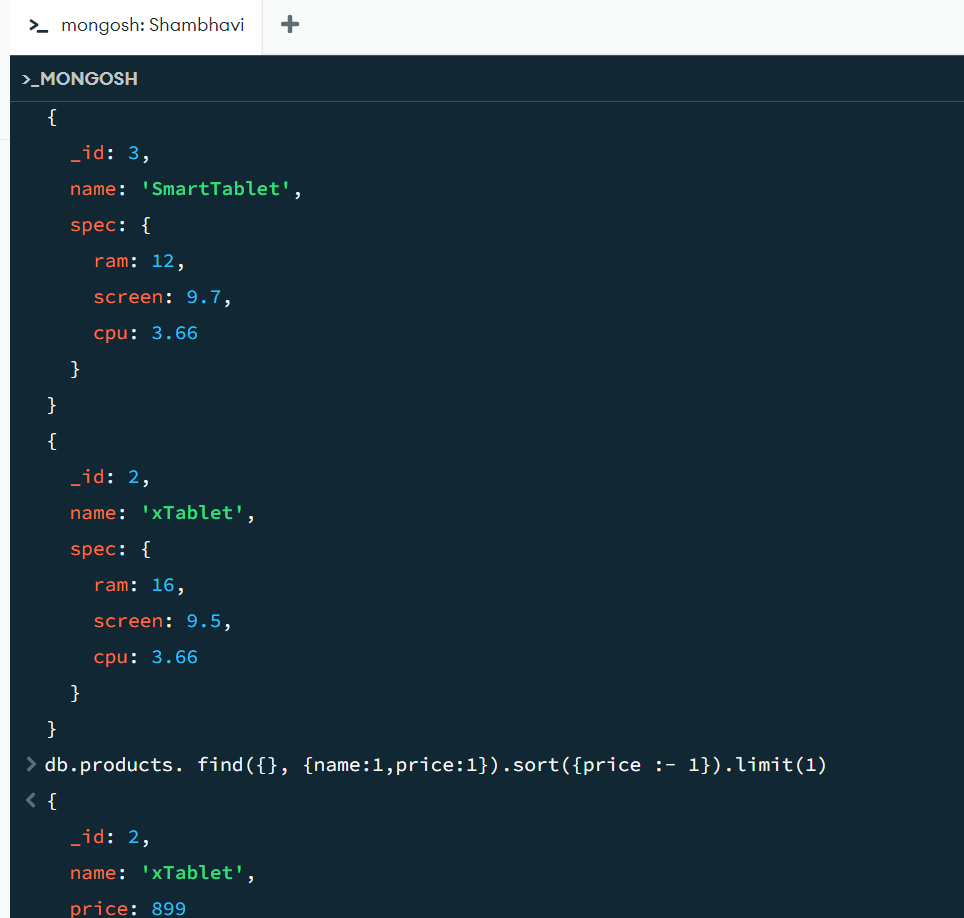 mongosh: Shambhavi
>_MONGOSH
{
_id: 3,
name: 'SmartTablet',
spec: {
ram: 12,
screen: 9.7,
cpu: 3.66
}
}
{
_id: 2,
name: 'xTablet',
spec: {
ram: 16,
screen: 9.5,
cpu: 3.66
}
}
db.products. find({}, {name:1,price:1}).sort({price :- 1}).limit(1)
{
_id: 2,
name: 'xTablet',
price: 899